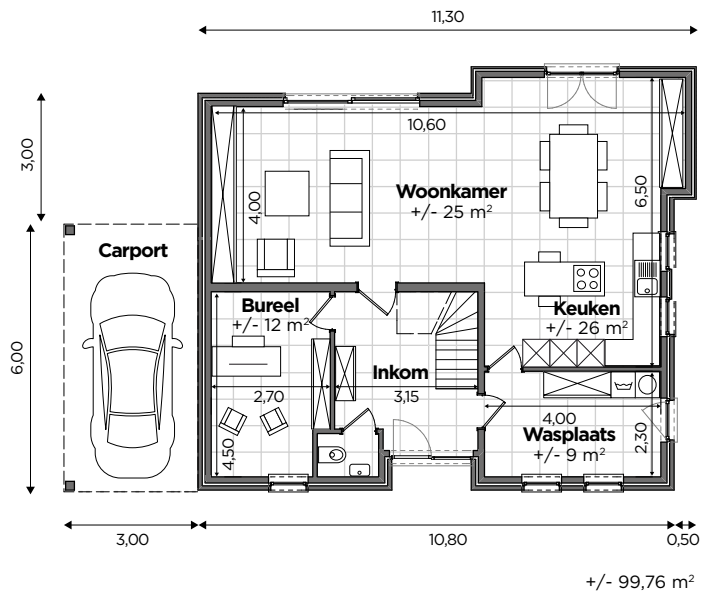 11,30
3,00
10,60
4,00
Woonkamer
+/- 25 m²
6,50
Carport
6,00
Bureel
+/- 12 m²
Keuken
+/- 26 m²
Inkom
2,70
3,15
4,00
Wasplaats
+/- 9 m²
4,50
2,30
3,00
10,80
0,50
+/- 99,76 m²